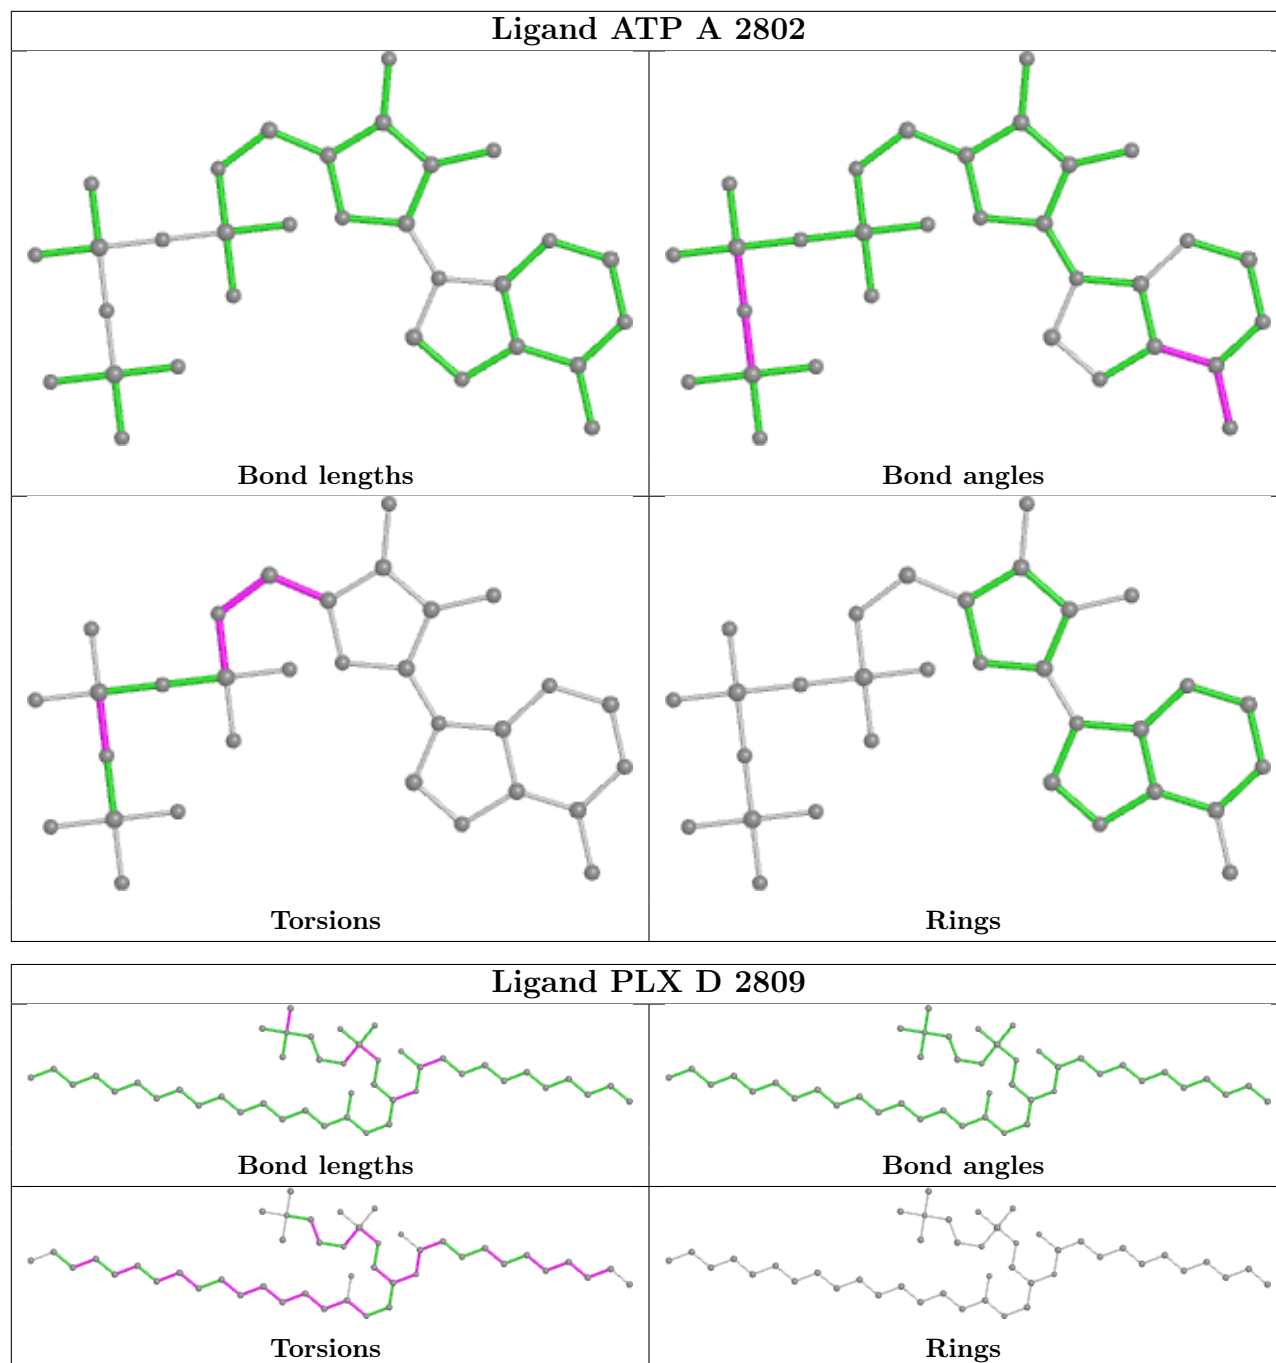 Ligand ATP A 2802
Bond lengths
Bond angles
Torsions
Rings
Ligand PLX D 2809
Bond lengths
Bond angles
Torsions
Rings